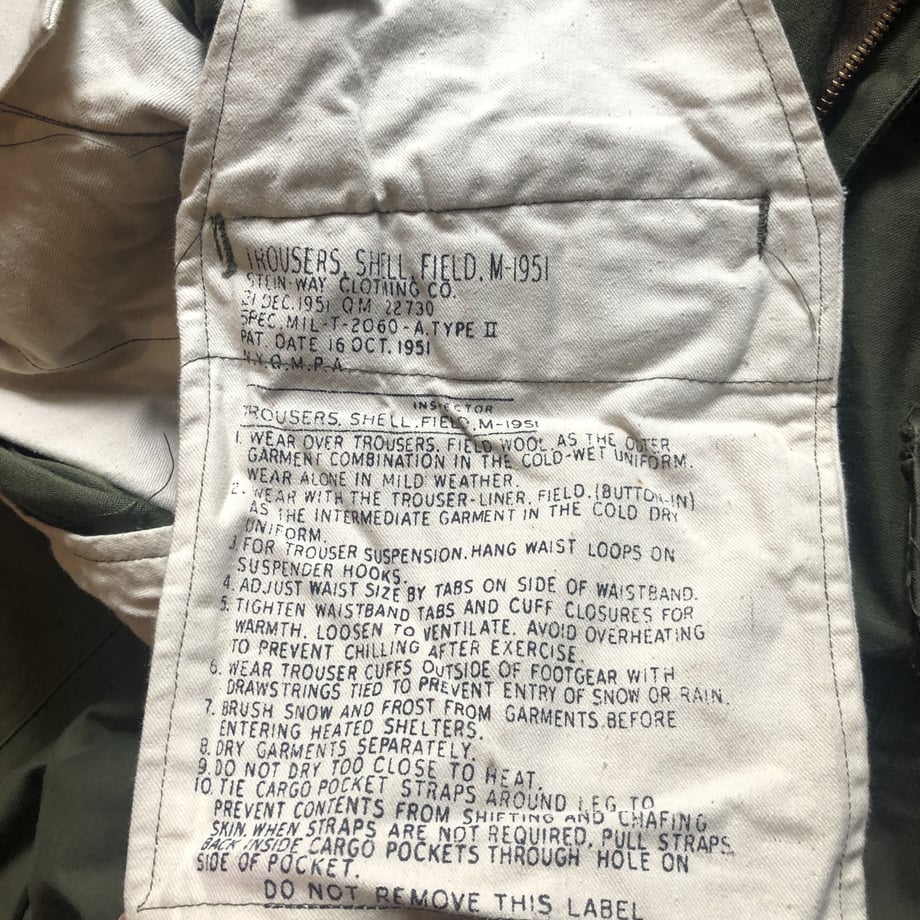 TROUSERS, SHELL, FIELD, M-1951
STEIN-WAY CLOTHING CO.
21 DEC. 1951 QM 22730
SPEC. MIL-T-2060-A, TYPE II
PAT. DATE 16 OCT. 1951
N.Y.Q.M.P.A.
INSPECTOR
TROUSERS, SHELL, FIELD, M-1951
1. WEAR OVER TROUSERS, FIELD WOOL AS THE OUTER
GARMENT COMBINATION IN THE COLD-WET UNIFORM.
WEAR ALONE IN MILD WEATHER.
2. WEAR WITH THE TROUSER-LINER, FIELD, (BUTTON-IN)
AS THE INTERMEDIATE GARMENT IN THE COLD DRY
UNIFORM.
3. FOR TROUSER SUSPENSION, HANG WAIST LOOPS ON
SUSPENDER HOOKS.
4. ADJUST WAIST SIZE BY TABS ON SIDE OF WAISTBAND.
5. TIGHTEN WAISTBAND TABS AND CUFF CLOSURES FOR
WARMTH. LOOSEN TO VENTILATE. AVOID OVERHEATING
TO PREVENT CHILLING AFTER EXERCISE.
6. WEAR TROUSER CUFFS OUTSIDE OF FOOTGEAR WITH
DRAWSTRINGS TIED TO PREVENT ENTRY OF SNOW OR RAIN.
7. BRUSH SNOW AND FROST FROM GARMENTS BEFORE
ENTERING HEATED SHELTERS.
8. DRY GARMENTS SEPARATELY.
9. DO NOT DRY TOO CLOSE TO HEAT.
10. TIE CARGO POCKET STRAPS AROUND LEG TO
PREVENT CONTENTS FROM SHIFTING AND CHAFING
SKIN. WHEN STRAPS ARE NOT REQUIRED, PULL STRAPS
BACK INSIDE CARGO POCKETS THROUGH HOLE ON
SIDE OF POCKET.
DO NOT REMOVE THIS LABEL